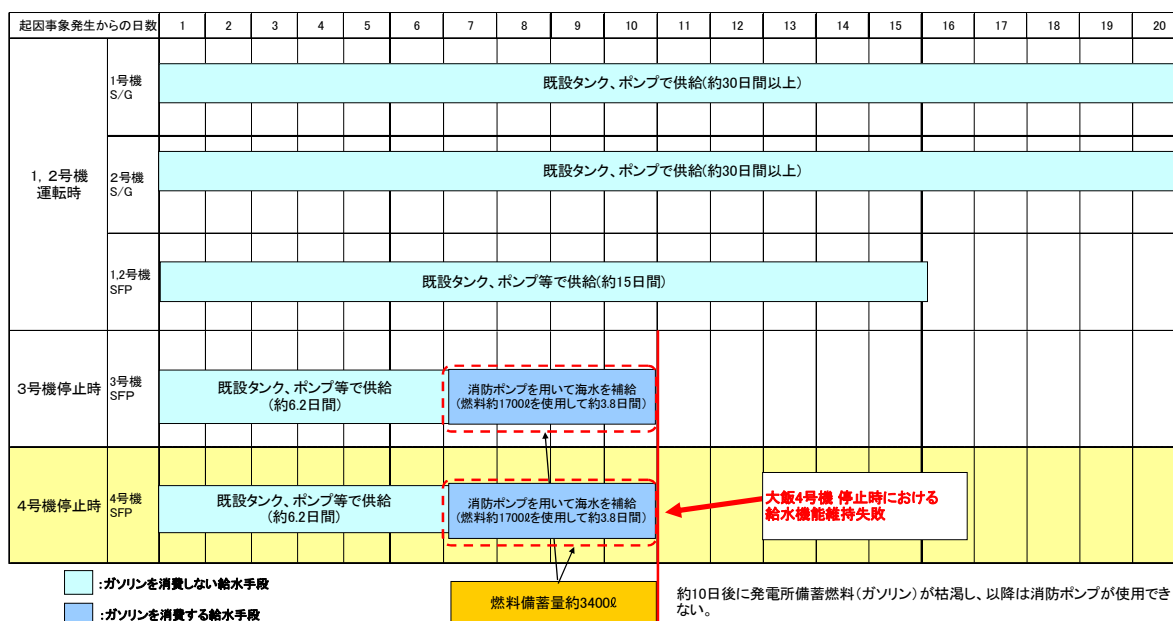 起因事象発生からの日数 1 2 3 4 5 6 7 8 9 10 11 12 13 14 15 16 17 18 19 20
1号機
S/G
既設タンク、ポンプで供給(約30日間以上)
1, 2号機
運転時
2号機
S/G
既設タンク、ポンプで供給(約30日間以上)
1,2号機
SFP
既設タンク、ポンプ等で供給(約15日間)
3号機停止時
3号機
SFP
既設タンク、ポンプ等で供給
(約6.2日間)
消防ポンプを用いて海水を補給
(燃料約1700ℓを使用して約3.8日間)
4号機停止時
4号機
SFP
既設タンク、ポンプ等で供給
(約6.2日間)
消防ポンプを用いて海水を補給
(燃料約1700ℓを使用して約3.8日間)
大飯4号機 停止時における
給水機能維持失敗
:ガソリンを消費しない給水手段
:ガソリンを消費する給水手段
燃料備蓄量約3400ℓ
約10日後に発電所備蓄燃料(ガソリン)が枯渇し、以降は消防ポンプが使用でき
ない。